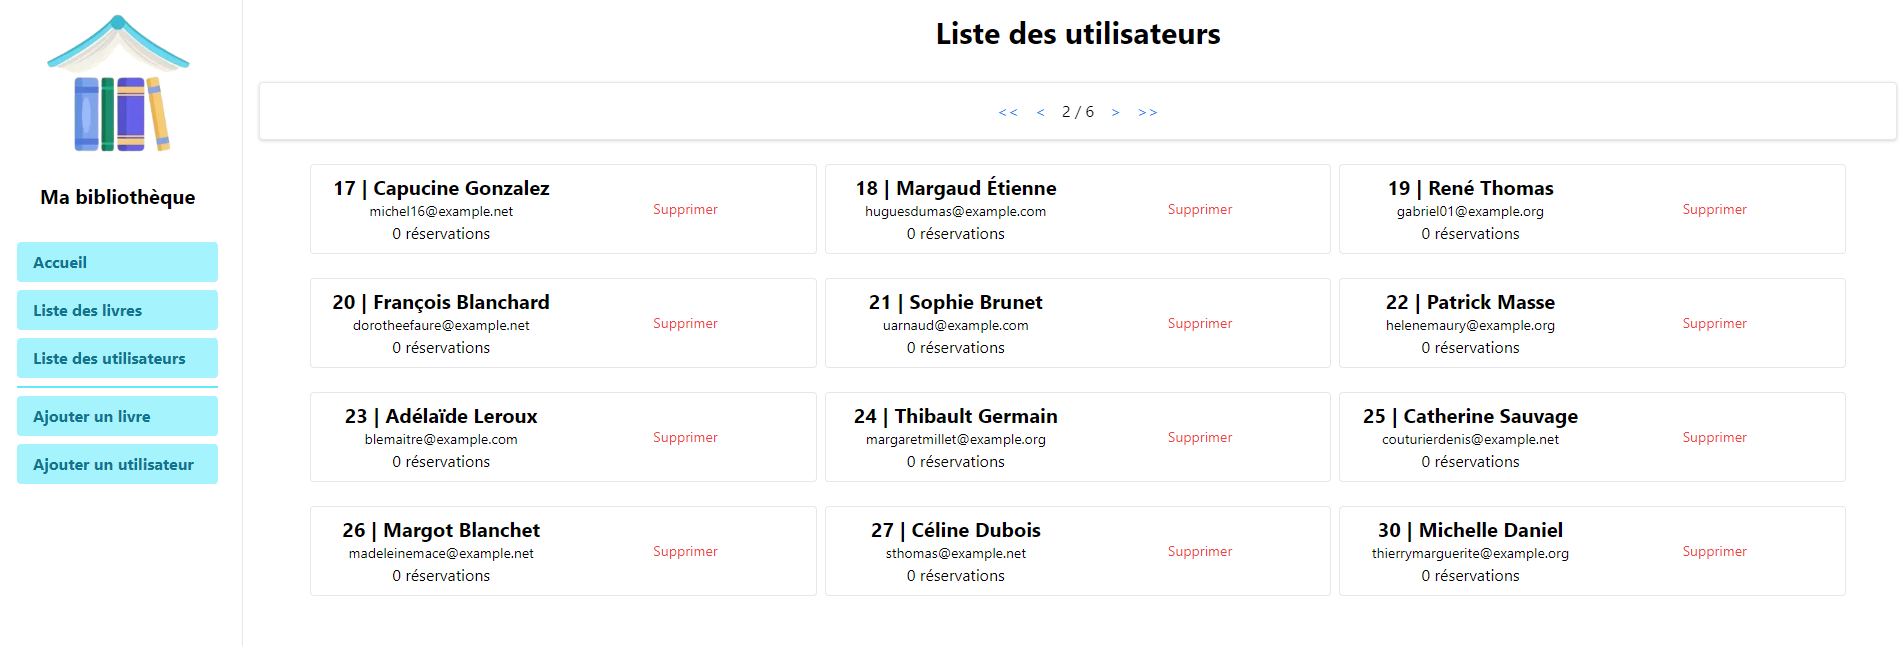 Ma bibliothèque
Accueil
Liste des livres
Liste des utilisateurs
Ajouter un livre
Ajouter un utilisateur
Liste des utilisateurs
<< < 2 / 6 > >>
17 | Capucine Gonzalez
michel16@example.net
0 réservations
Supprimer
18 | Margaud Étienne
huguesdumas@example.com
0 réservations
Supprimer
19 | René Thomas
gabriel01@example.org
0 réservations
Supprimer
20 | François Blanchard
dorotheefaure@example.net
0 réservations
Supprimer
21 | Sophie Brunet
uarnaud@example.com
0 réservations
Supprimer
22 | Patrick Masse
helenemaury@example.org
0 réservations
Supprimer
23 | Adélaïde Leroux
blemaitre@example.com
0 réservations
Supprimer
24 | Thibault Germain
margaretmillet@example.org
0 réservations
Supprimer
25 | Catherine Sauvage
couturierdenis@example.net
0 réservations
Supprimer
26 | Margot Blanchet
madeleinemace@example.net
0 réservations
Supprimer
27 | Céline Dubois
sthomas@example.net
0 réservations
Supprimer
30 | Michelle Daniel
thierrymarguerite@example.org
0 réservations
Supprimer